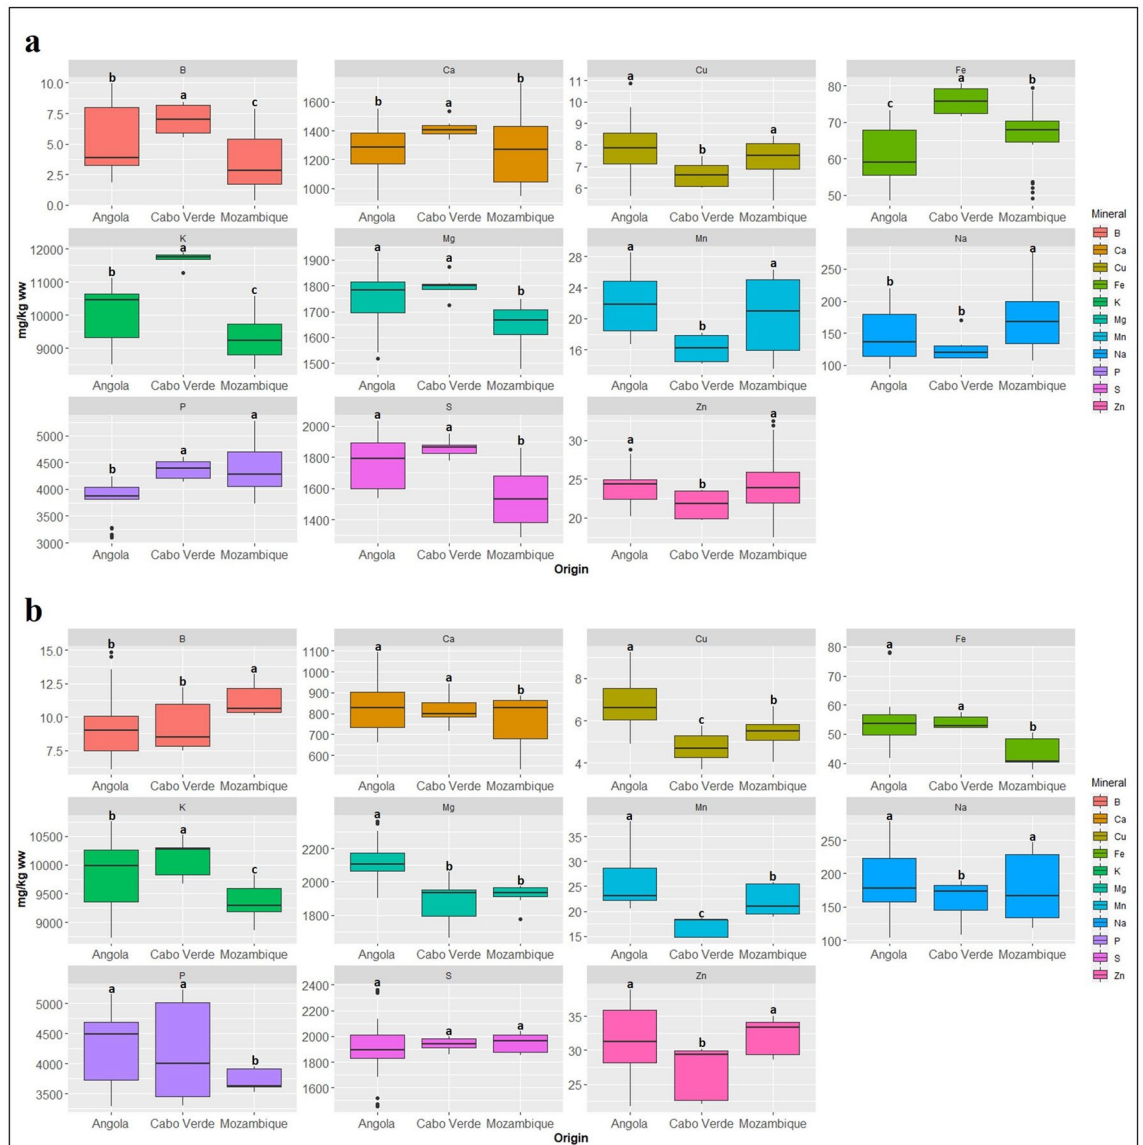 a
B Ca Cu Fe
b a c
b a b
a b a
c a b
10.0 7.5 5.0 2.5 0.0
1600 1400 1200 1000
11 10 9 8 7 6
80 70 60 50
Angola Cabo Verde Mozambique Angola Cabo Verde Mozambique Angola Cabo Verde Mozambique Angola Cabo Verde Mozambique
K Mg Mn Na
b a c
a a b
a b a
b b a
12000 11000 10000 9000
1900 1800 1700 1600 1500
28 24 20 16
250 200 150 100
Angola Cabo Verde Mozambique Angola Cabo Verde Mozambique Angola Cabo Verde Mozambique Angola Cabo Verde Mozambique
P S Zn
b a a
a a b
a b a
5000 4500 4000 3500 3000
2000 1800 1600 1400
30 25 20
Angola Cabo Verde Mozambique Angola Cabo Verde Mozambique Angola Cabo Verde Mozambique
mg/kg ww
Origin
Mineral
B
Ca
Cu
Fe
K
Mg
Mn
Na
P
S
Zn
b
B Ca Cu Fe
b b a
a a b
a c b
a a b
15.0 12.5 10.0 7.5
1100 1000 900 800 700 600
8 6 4
80 70 60 50 40
Angola Cabo Verde Mozambique Angola Cabo Verde Mozambique Angola Cabo Verde Mozambique Angola Cabo Verde Mozambique
K Mg Mn Na
b a c
a b b
a c b
a b a
10500 10000 9500 9000
2200 2000 1800
35 30 25 20 15
250 200 150 100
Angola Cabo Verde Mozambique Angola Cabo Verde Mozambique Angola Cabo Verde Mozambique Angola Cabo Verde Mozambique
P S Zn
a a b
a a a
a b a
5000 4500 4000 3500
2400 2200 2000 1800 1600
35 30 25
Angola Cabo Verde Mozambique Angola Cabo Verde Mozambique Angola Cabo Verde Mozambique
mg/kg ww
Origin
Mineral
B
Ca
Cu
Fe
K
Mg
Mn
Na
P
S
Zn